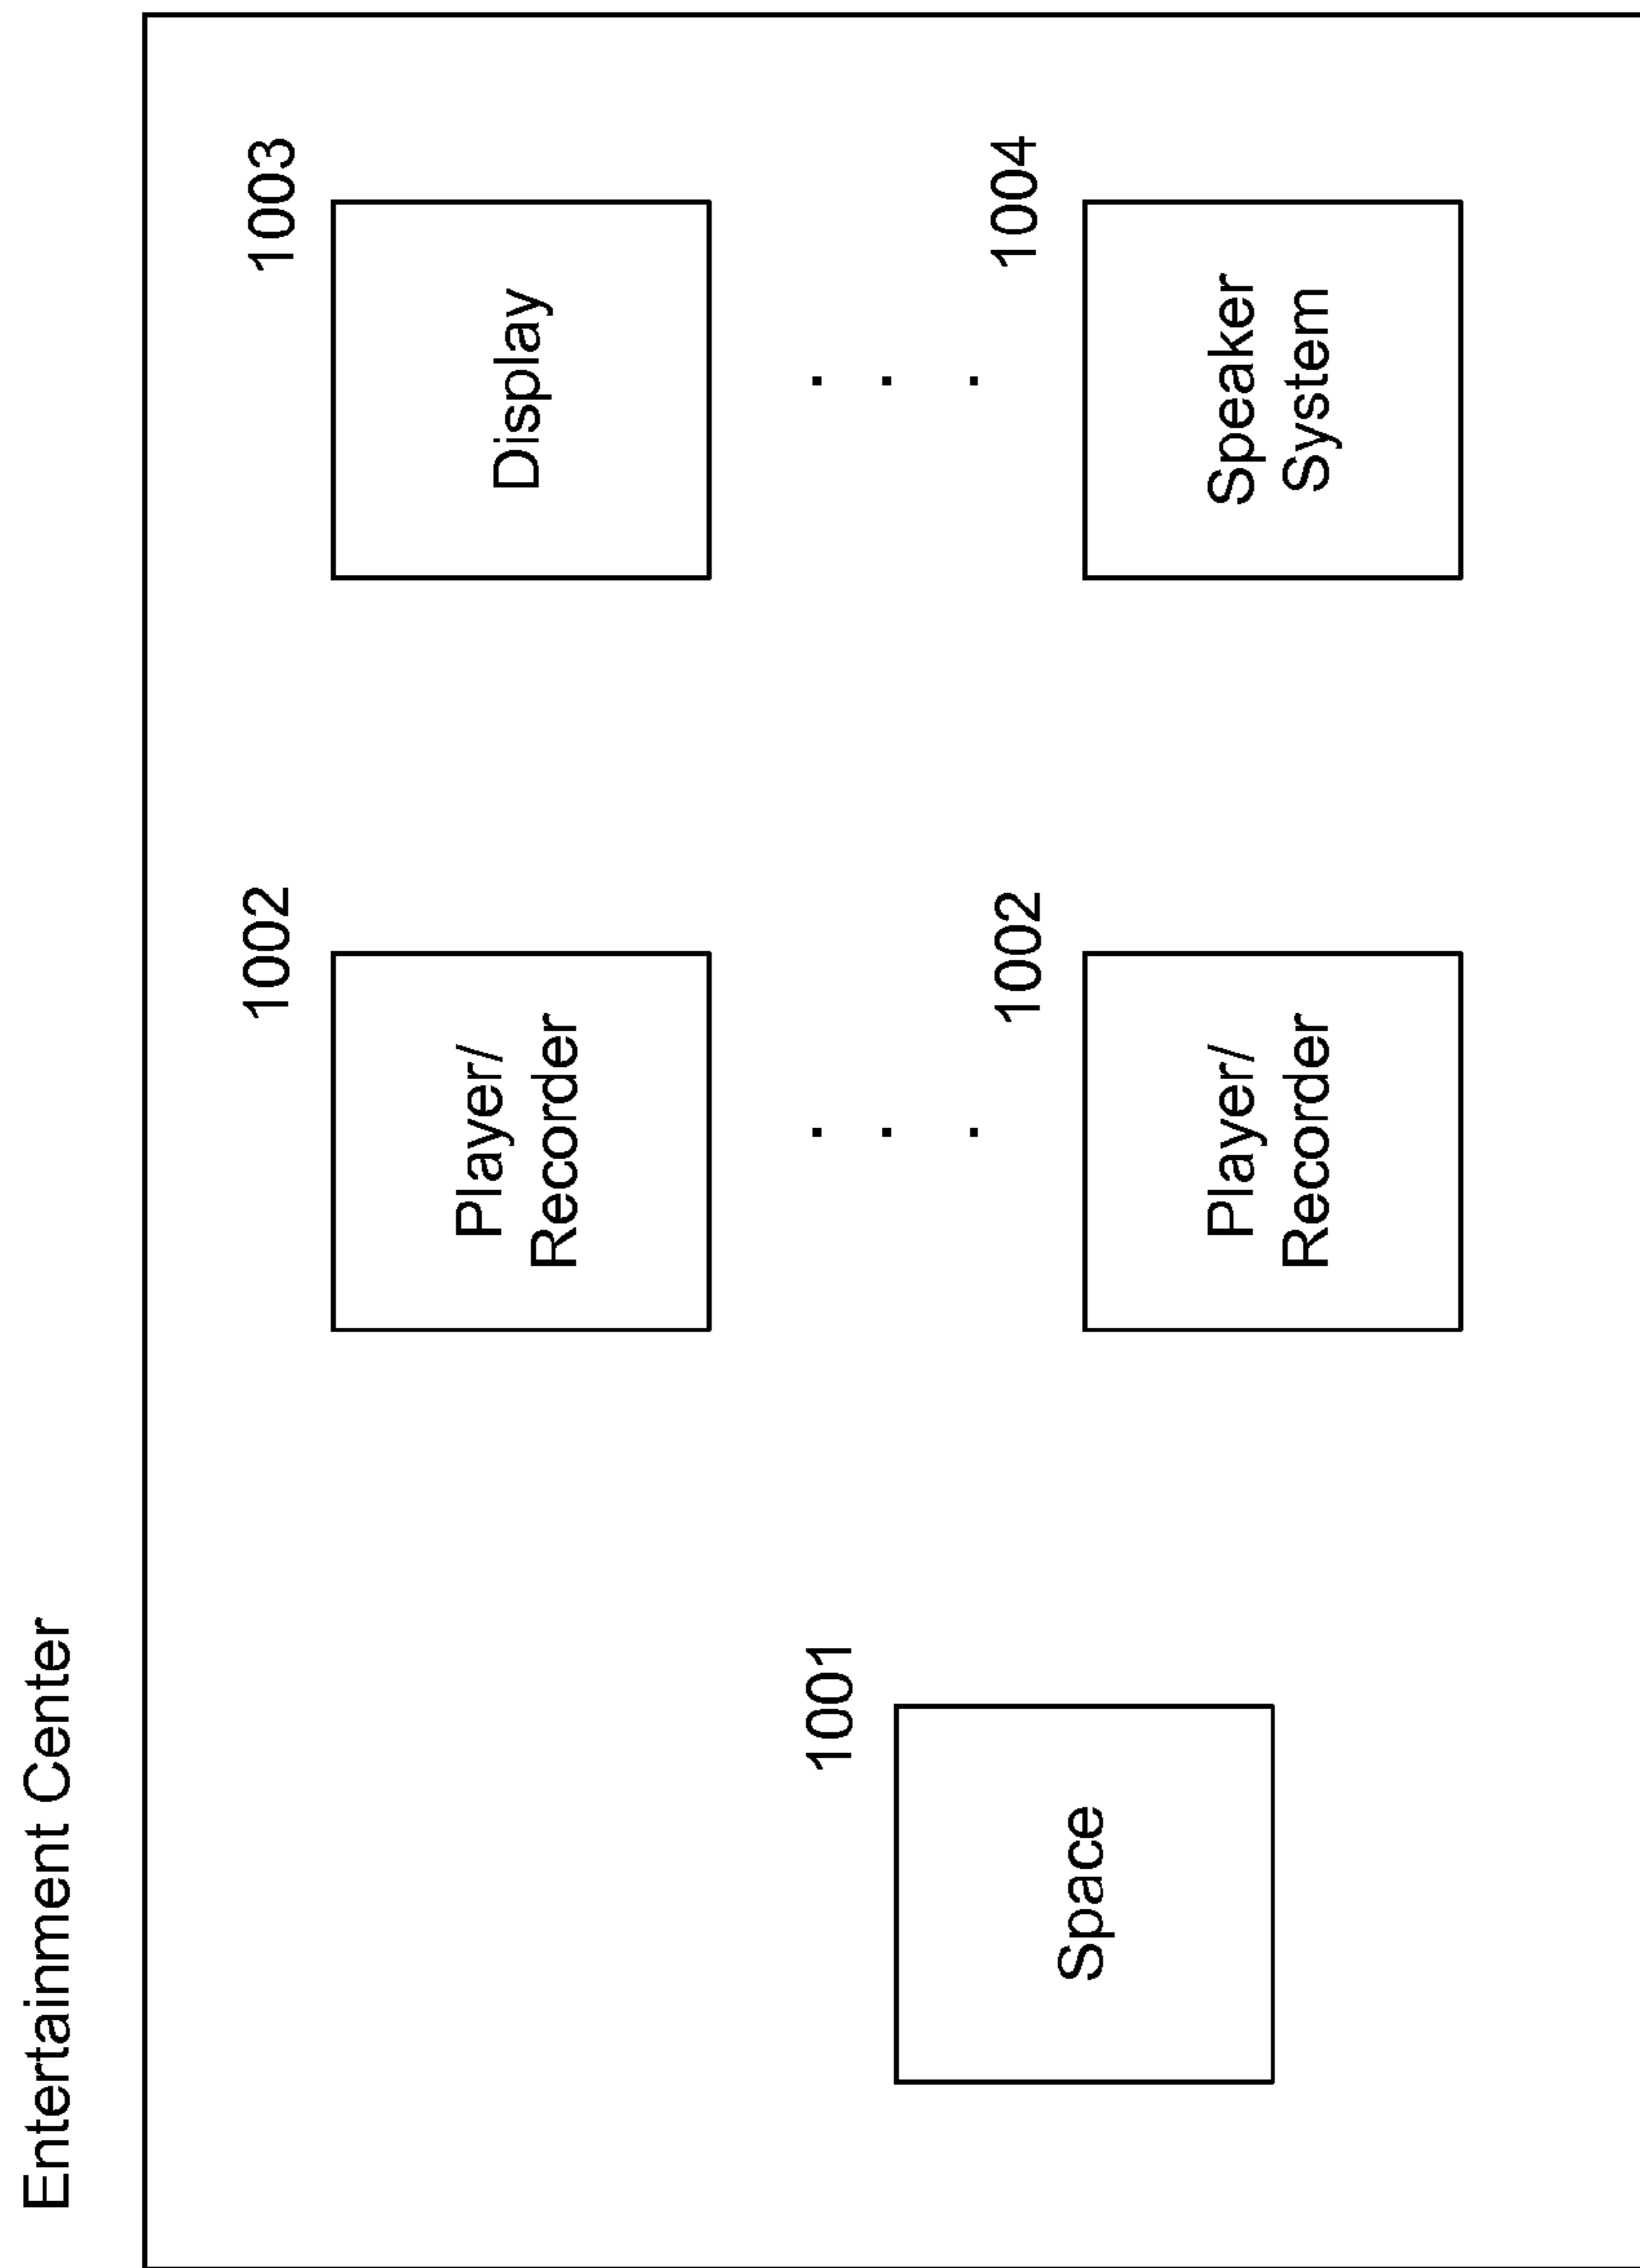 Entertainment Center
1002
Player/
Recorder
1003
Display
1001
Space
1002
Player/
Recorder
1004
Speaker
System